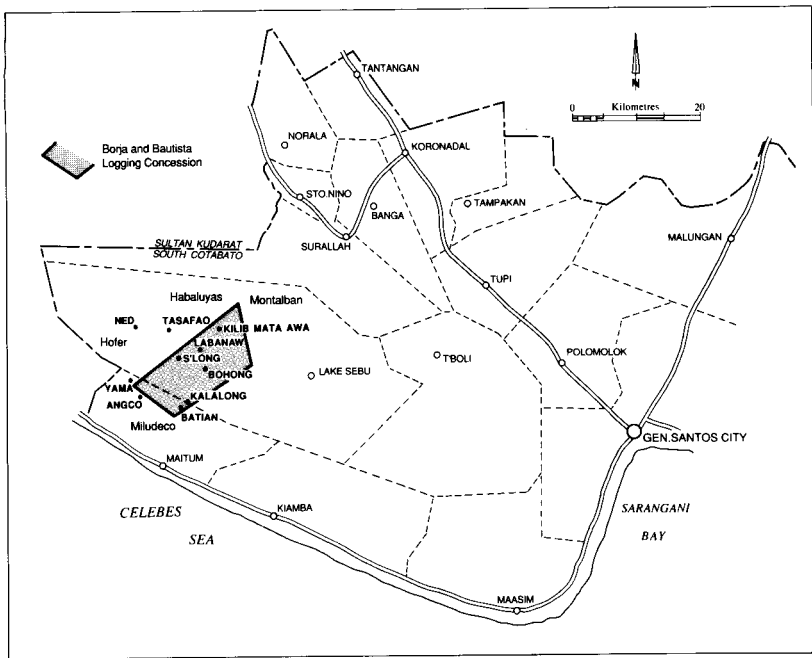 TANTANGAN
N
Kilometres
0 20
NORALA
KORONADAL
Borja and Bautista
Logging Concession
STO.NINO
BANGA
TAMPAKAN
SURALLAH
MALUNGAN
SULTAN KUDARAT
SOUTH COTABATO
TUPI
Habaluyas
Montalban
NED
TASAFAO
KILIB MATA AWA
Hofer
LABANAW
S'LONG
T'BOLI
POLOMOLOK
BOHONG
LAKE SEBU
YAMA
KALALONG
ANGCO
BATIAN
Miludeco
GEN.SANTOS CITY
MAITUM
CELEBES
SEA
KIAMBA
SARANGANI
BAY
MAASIM